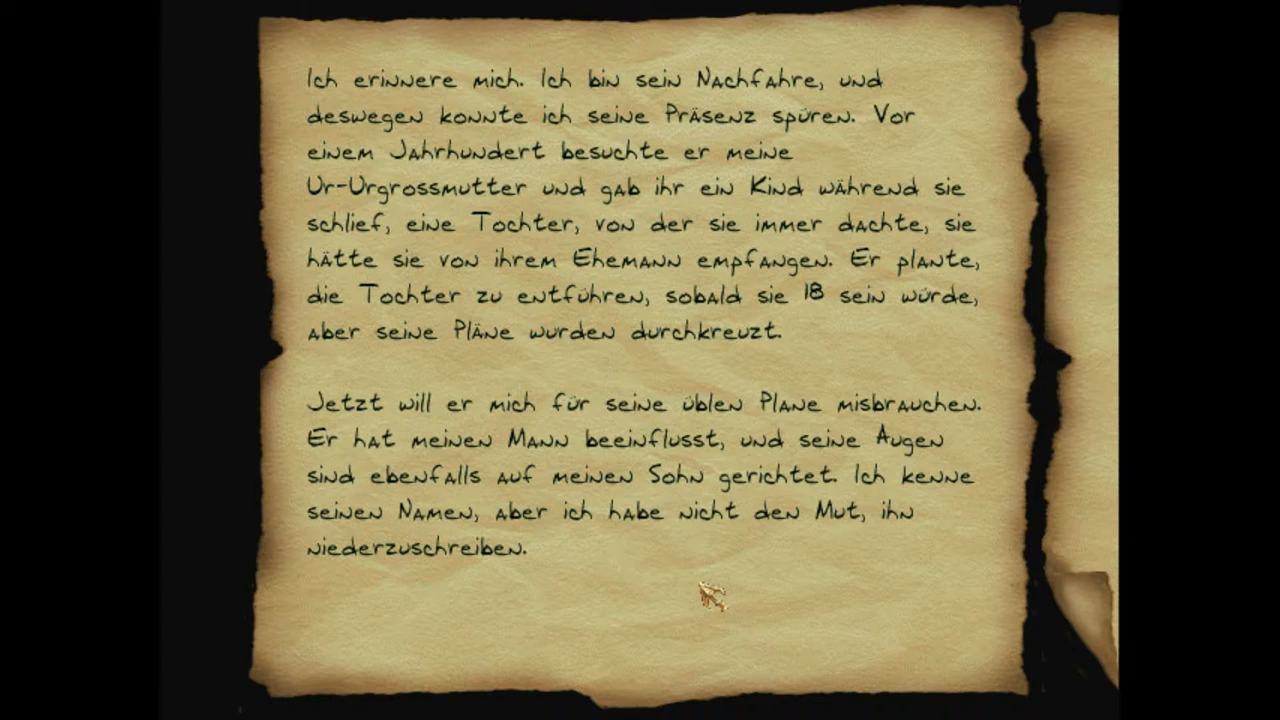 Ich erinnere mich. Ich bin sein Nachfahre, und
deswegen konnte ich seine Präsenz spüren. Vor
einem Jahrhundert besuchte er meine
Ur-Urgrossmutter und gab ihr ein Kind während sie
schlief, eine Tochter, von der sie immer dachte, sie
hätte sie von ihrem Ehemann empfangen. Er plante,
die Tochter zu entführen, sobald sie 18 sein würde,
aber seine Pläne wurden durchkreuzt.
Jetzt will er mich für seine üblen Plane misbrauchen.
Er hat meinen Mann beeinflusst, und seine Augen
sind ebenfalls auf meinen Sohn gerichtet. Ich kenne
seinen Namen, aber ich habe nicht den Mut, ihn
niederzuschreiben.